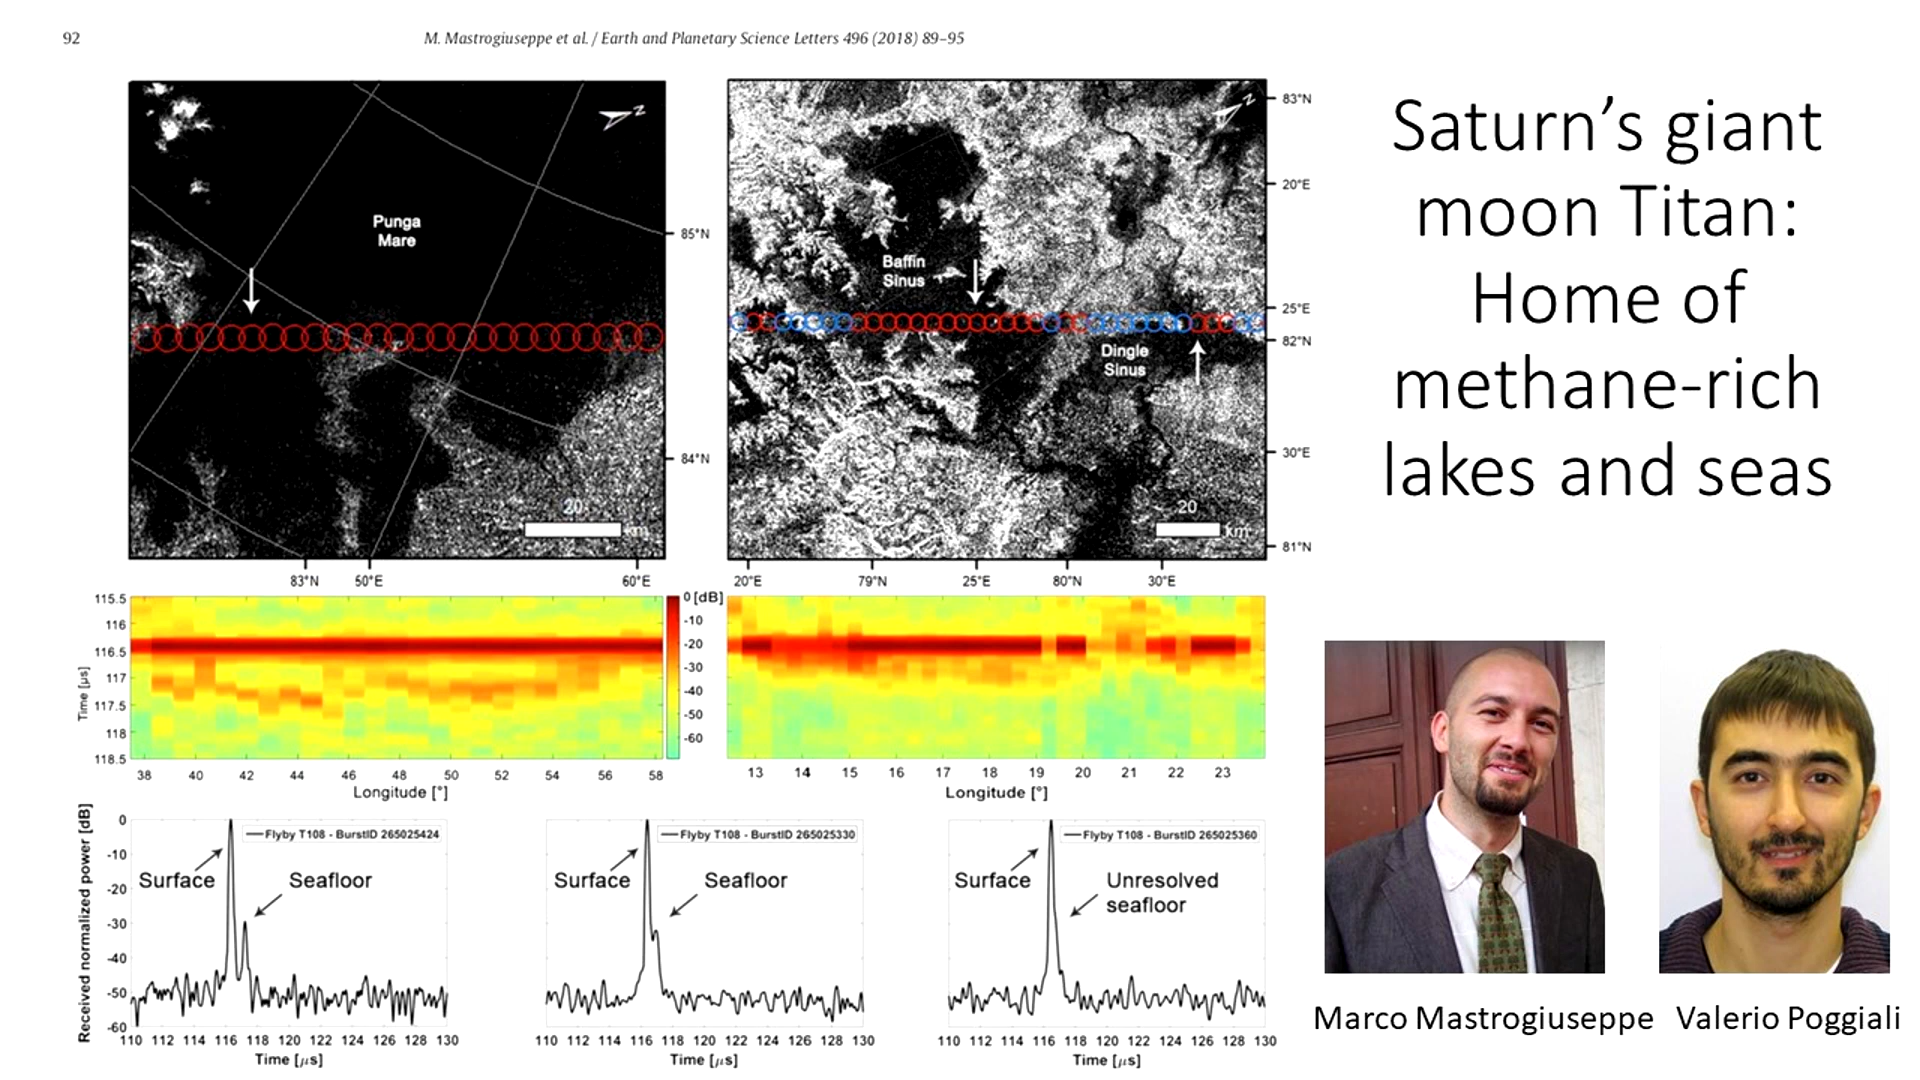 92
M. Mastrogiuseppe et al. / Earth and Planetary Science Letters 496 (2018) 89–95
Punga
Mare
N
85°N
84°N
20
83°N 50°E 60°E
Baffin
Sinus
Dingle
Sinus
N
83°N
20°E
25°E
82°N
30°E
81°N
20
km
20°E 79°N 25°E 80°N 30°E
Saturn’s giant
moon Titan:
Home of
methane-rich
lakes and seas
Time [μs]
115.5
116
116.5
117
117.5
118
118.5
38 40 42 44 46 48 50 52 54 56 58
Longitude [°]
0 [dB]
-10
-20
-30
-40
-50
-60
13 14 15 16 17 18 19 20 21 22 23
Longitude [°]
Received normalized power [dB]
0
-10
-20
-30
-40
-50
-60
Flyby T108 - BurstID 265025424
Surface
Seafloor
110 112 114 116 118 120 122 124 126 128 130
Time [μs]
Flyby T108 - BurstID 265025330
Surface
Seafloor
110 112 114 116 118 120 122 124 126 128 130
Time [μs]
Flyby T108 - BurstID 265025360
Surface
Unresolved
seafloor
110 112 114 116 118 120 122 124 126 128 130
Time [μs]
Marco Mastrogiuseppe Valerio Poggiali